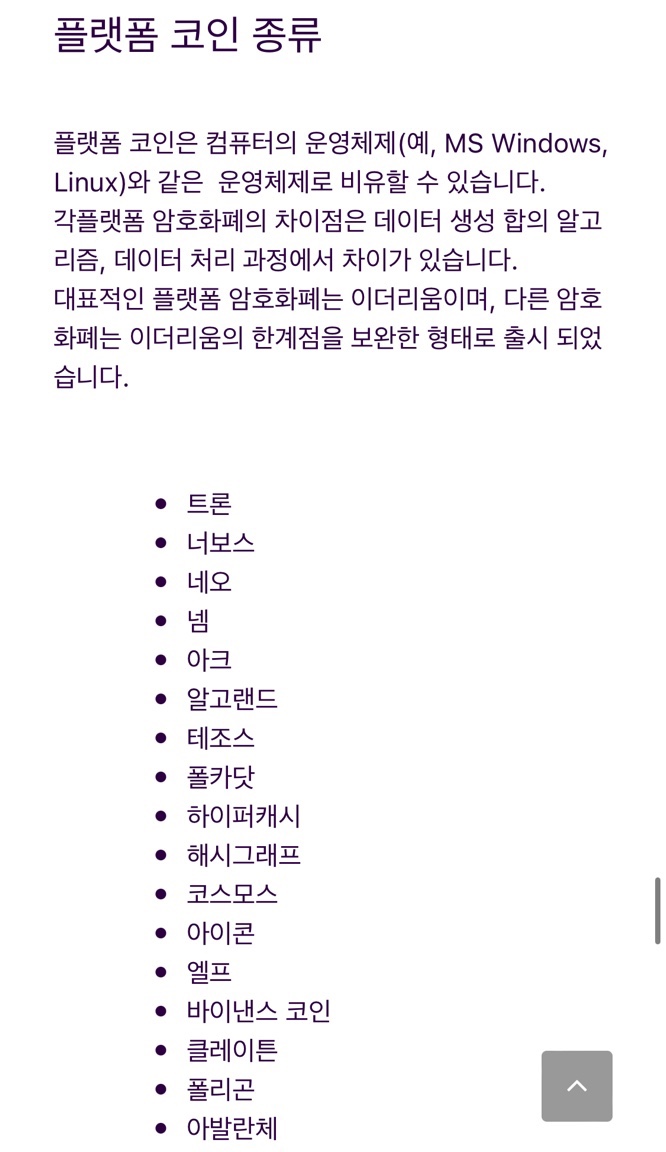 플랫폼 코인 종류
플랫폼 코인은 컴퓨터의 운영체제(예, MS Windows,
Linux)와 같은 운영체제로 비유할 수 있습니다.
각플랫폼 암호화폐의 차이점은 데이터 생성 합의 알고
리즘, 데이터 처리 과정에서 차이가 있습니다.
대표적인 플랫폼 암호화폐는 이더리움이며, 다른 암호
화폐는 이더리움의 한계점을 보완한 형태로 출시 되었
습니다.
• 트론
• 너보스
• 네오
• 넴
• 아크
• 알고랜드
• 테조스
• 폴카닷
• 하이퍼캐시
• 해시그래프
• 코스모스
• 아이콘
• 엘프
• 바이낸스 코인
• 클레이튼
• 폴리곤
• 아발란체